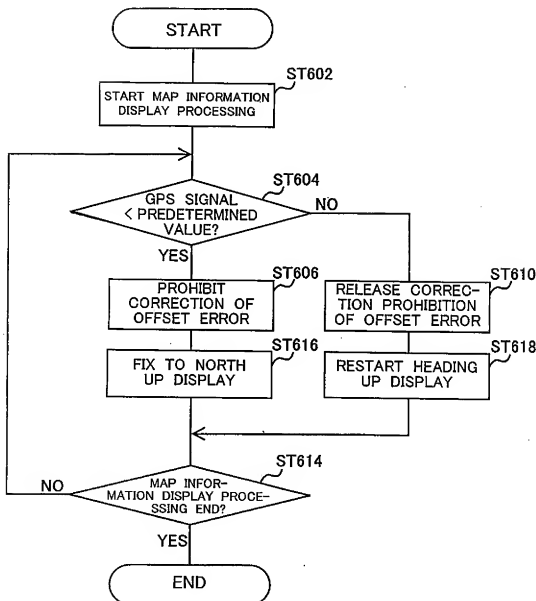 START
ST602
START MAP INFORMATION
DISPLAY PROCESSING
ST604
GPS SIGNAL
< PREDETERMINED
VALUE?
NO
YES
ST606
PROHIBIT
CORRECTION OF
OFFSET ERROR
ST610
RELEASE CORREC-
TION PROHIBITION
OF OFFSET ERROR
ST616
FIX TO NORTH
UP DISPLAY
ST618
RESTART HEADING
UP DISPLAY
ST614
MAP INFOR-
MATION DISPLAY PROCE-
SSING END?
NO
YES
END